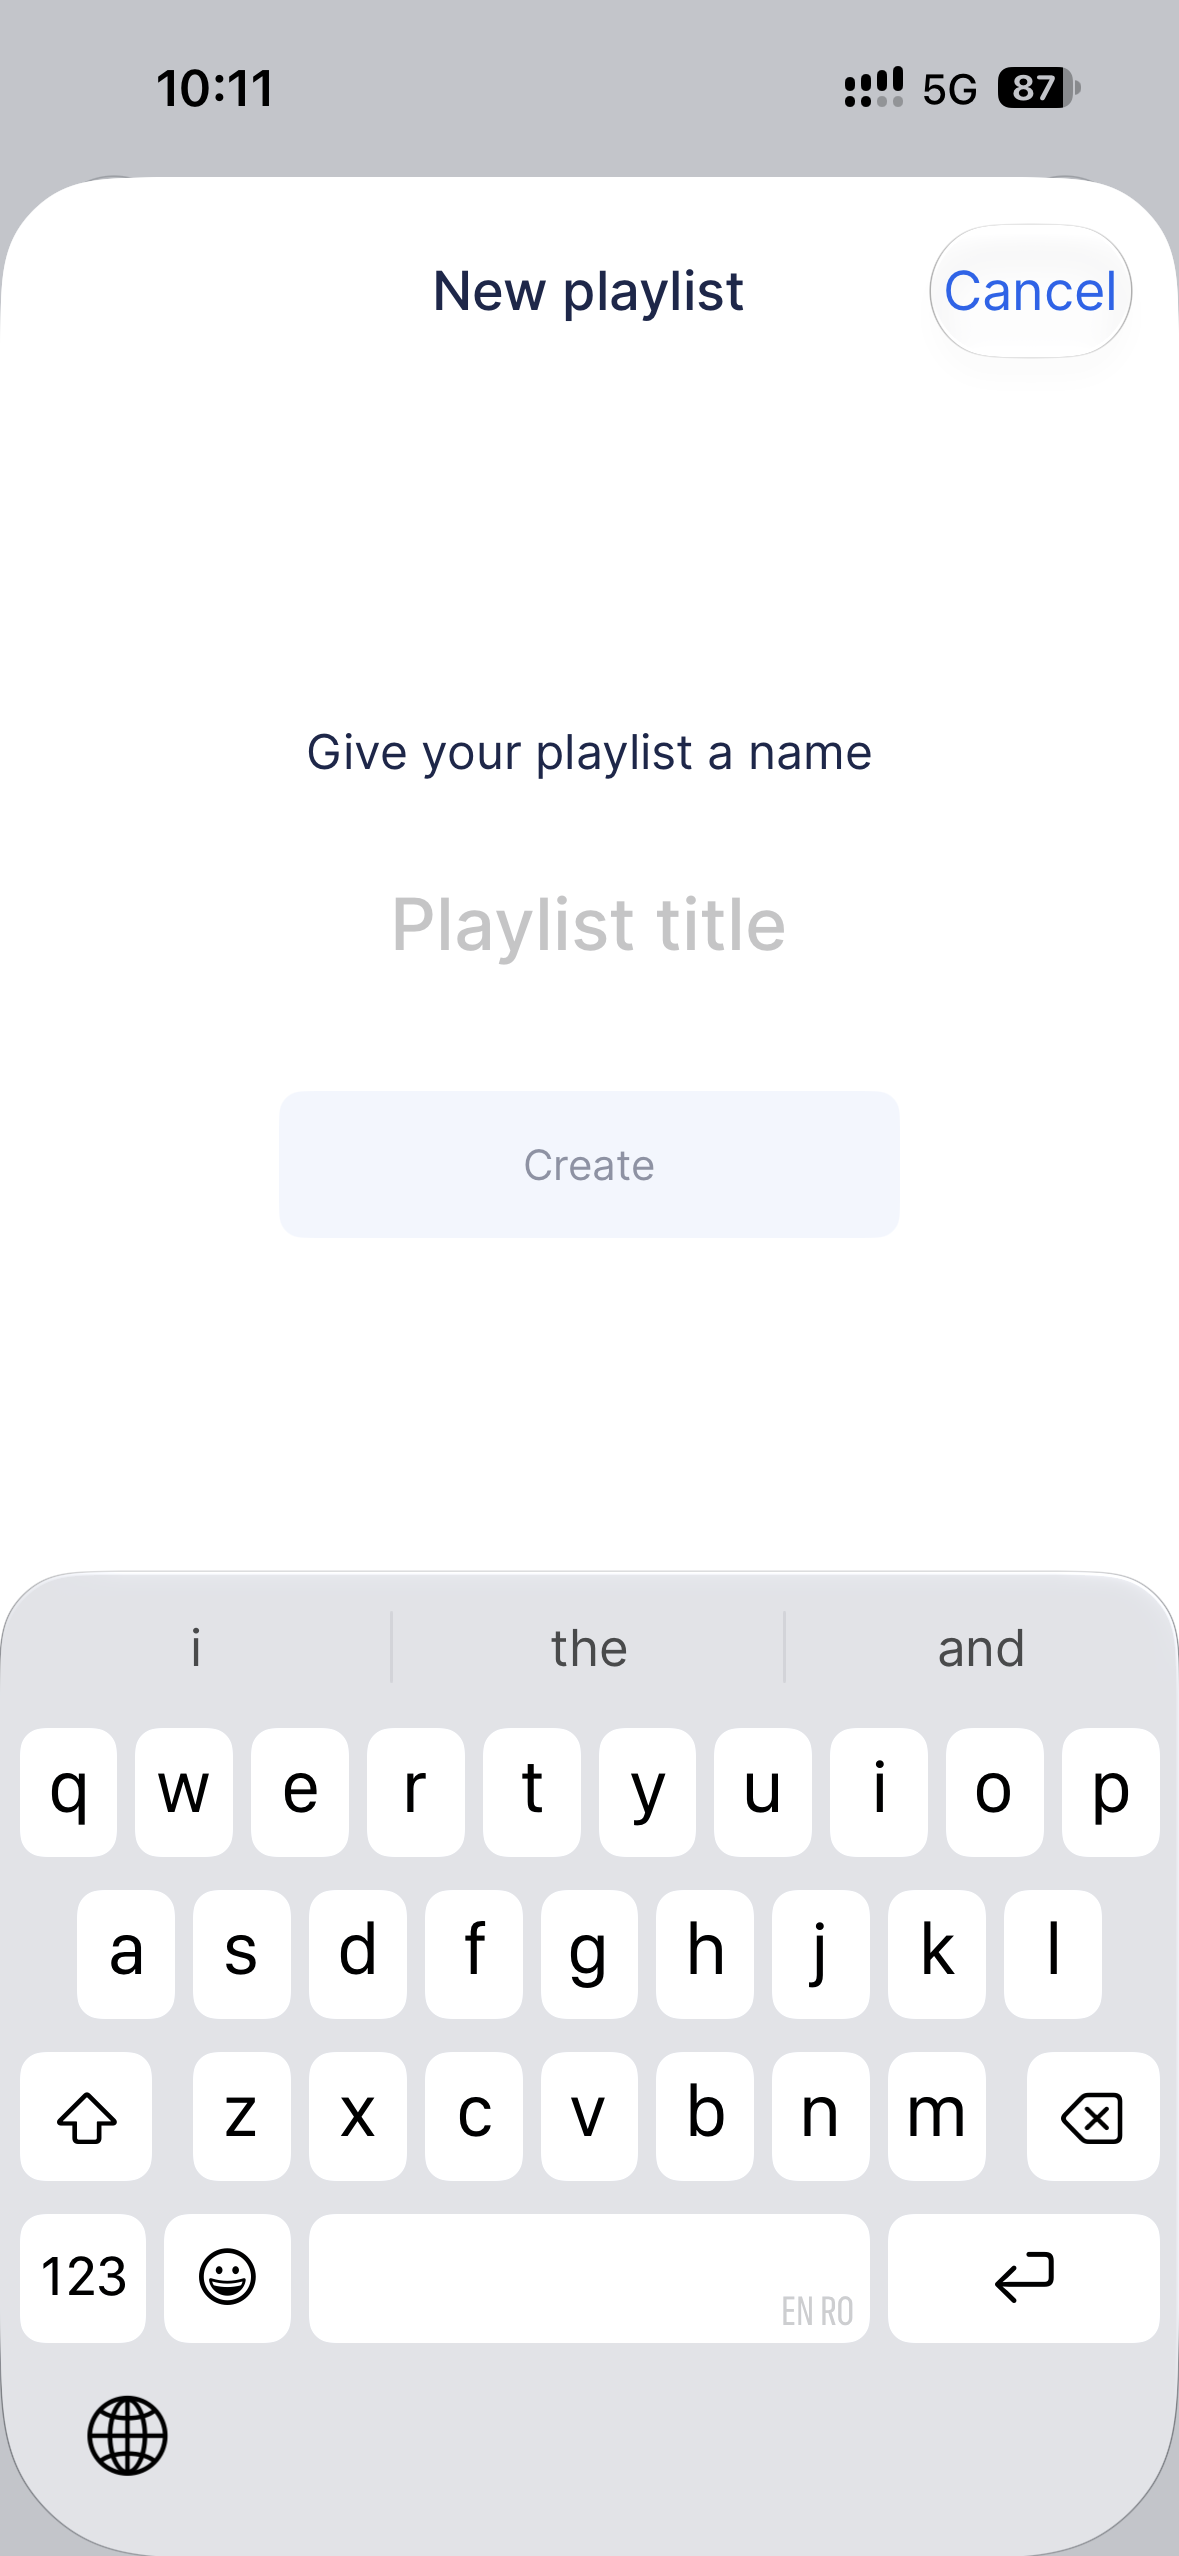 10:11 5G 87
New playlist Cancel
Give your playlist a name
Playlist title
Create
i the and
q w e r t y u i o p
a s d f g h j k l
z x c v b n m
123 EN RO